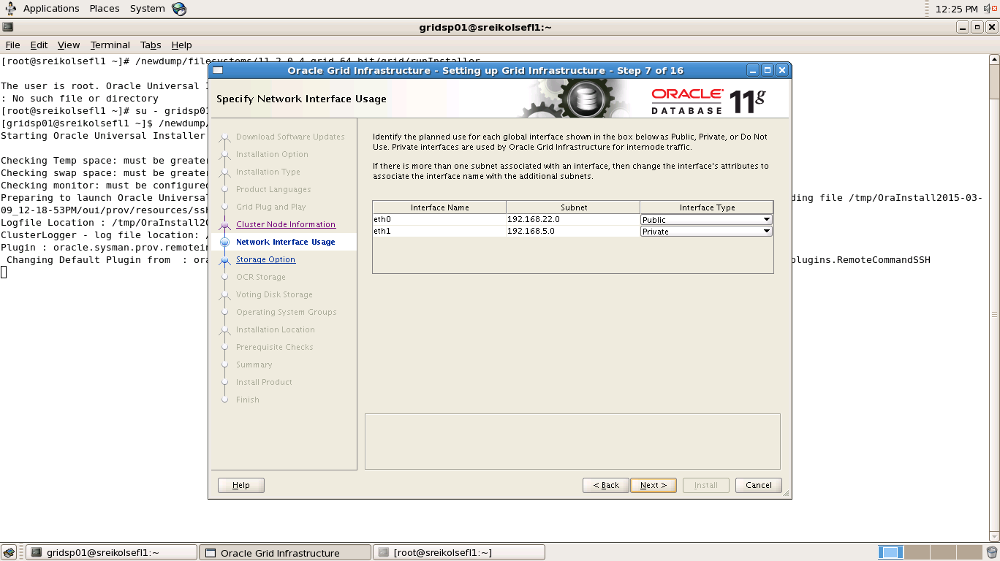 Applications Places System 12:25 PM
gridsp01@sreikolsefl1:~
File Edit View Terminal Tabs Help
[root@sreikolsefl1 ~]# /newdump/filesystems/11.2.0.4_grid_64_bit/grid/runInstaller
The user is root. Oracle Universal I
: No such file or directory
[root@sreikolsefl1 ~]# su - gridsp01
[gridsp01@sreikolsefl1 ~]$ /newdump/
Starting Oracle Universal Installer
Checking Temp space: must be greater
Checking swap space: must be greater
Checking monitor: must be configured
Preparing to launch Oracle Universal ding file /tmp/OraInstall2015-03-
09_12-18-53PM/oui/prov/resources/ssh
Logfile Location : /tmp/OraInstall20
ClusterLogger - log file location: /
Plugin : oracle.sysman.prov.remotein
Changing Default Plugin from : ora plugins.RemoteCommandSSH
Oracle Grid Infrastructure - Setting up Grid Infrastructure - Step 7 of 16
Specify Network Interface Usage
ORACLE DATABASE 11g
Download Software Updates
Installation Option
Installation Type
Product Languages
Grid Plug and Play
Cluster Node Information
Network Interface Usage
Storage Option
OCR Storage
Voting Disk Storage
Operating System Groups
Installation Location
Prerequisite Checks
Summary
Install Product
Finish
Identify the planned use for each global interface shown in the box below as Public, Private, or Do Not
Use. Private interfaces are used by Oracle Grid Infrastructure for internode traffic.
If there is more than one subnet associated with an interface, then change the interface's attributes to
associate the interface name with the additional subnets.
Interface Name Subnet Interface Type
eth0 192.168.22.0 Public
eth1 192.168.5.0 Private
Help < Back Next > Install Cancel
gridsp01@sreikolsefl1:~ Oracle Grid Infrastructure [root@sreikolsefl1:~]